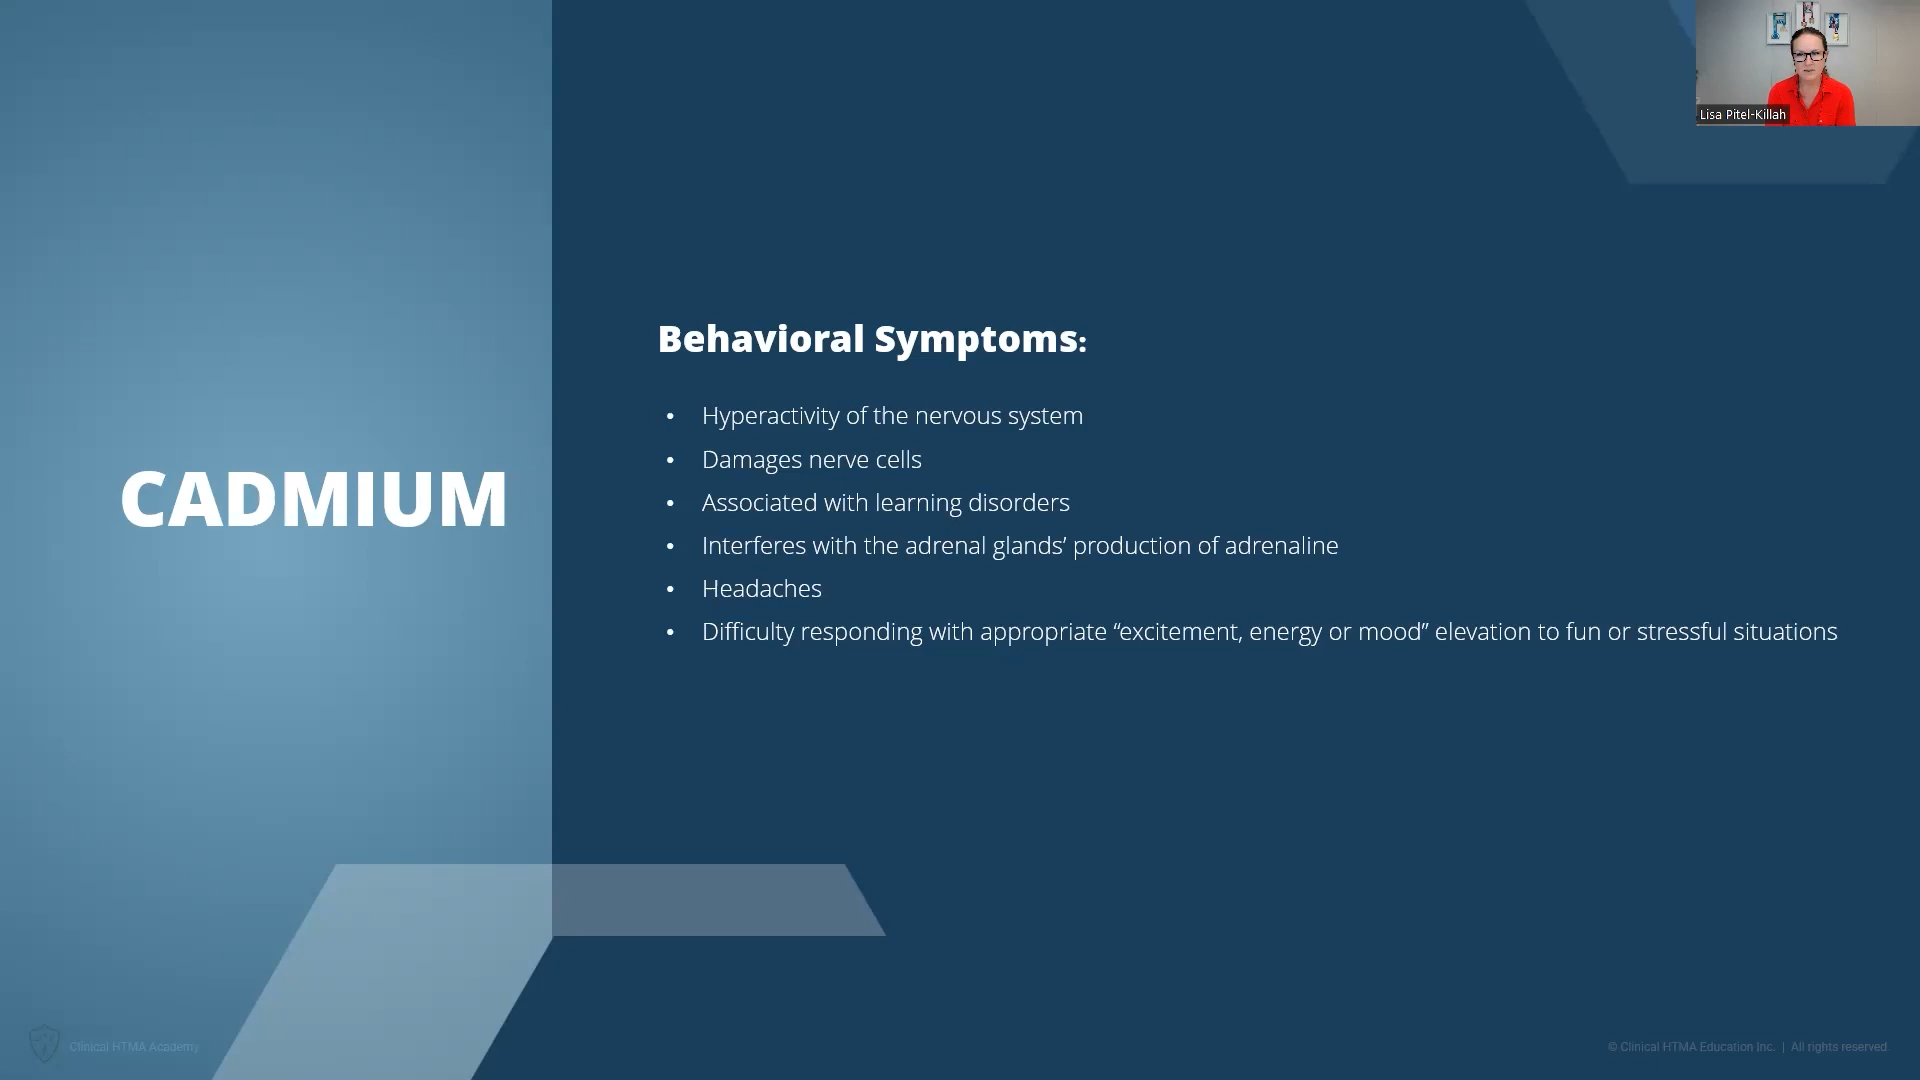 Lisa Pitel-Killah
CADMIUM
Behavioral Symptoms:
• Hyperactivity of the nervous system
• Damages nerve cells
• Associated with learning disorders
• Interferes with the adrenal glands’ production of adrenaline
• Headaches
• Difficulty responding with appropriate “excitement, energy or mood” elevation to fun or stressful situations
Clinical HTMA Academy
© Clinical HTMA Education Inc. | All rights reserved.